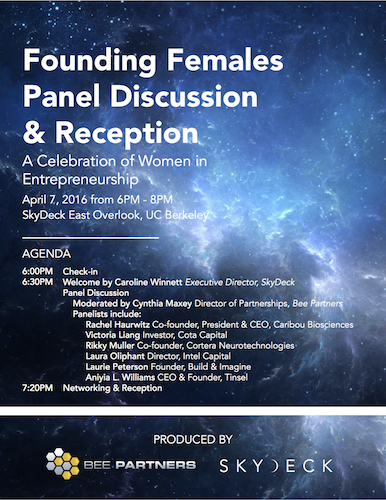 Founding Females
Panel Discussion
& Reception
A Celebration of Women in
Entrepreneurship
April 7, 2016 from 6PM - 8PM
SkyDeck East Overlook, UC Berkeley
AGENDA
6:00PM Check-in
6:30PM Welcome by Caroline Winnett Executive Director, SkyDeck
Panel Discussion
Moderated by Cynthia Maxey Director of Partnerships, Bee Partners
Panelists include:
Rachel Haurwitz Co-founder, President & CEO, Caribou Biosciences
Victoria Liang Investor, Cota Capital
Rikky Muller Co-founder, Cortera Neurotechnologies
Laura Oliphant Director, Intel Capital
Laurie Peterson Founder, Build & Imagine
Anlyia L. Williams CEO & Founder, Tinsel
7:20PM Networking & Reception
PRODUCED BY
BEE PARTNERS
SKYDECK